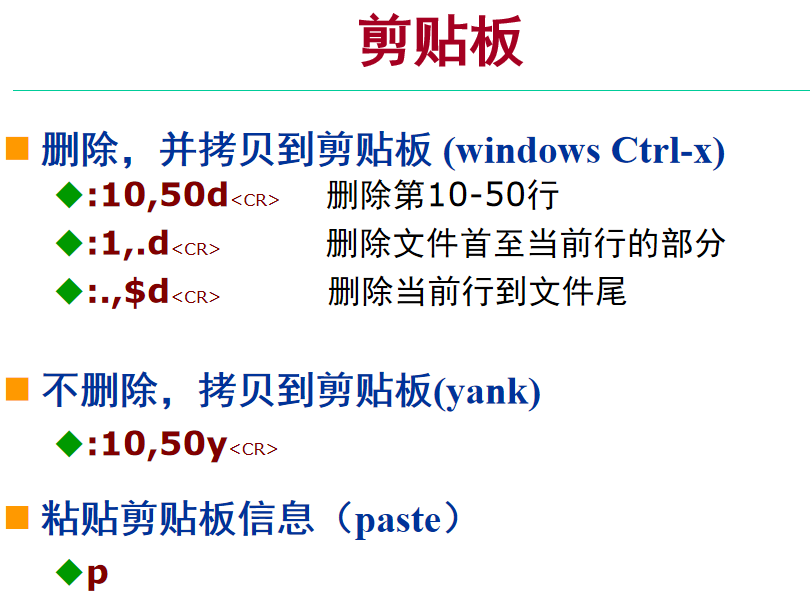 剪贴板
删除，并拷贝到剪贴板 (windows Ctrl-x)
:10,50d<CR> 删除第10-50行
:1,.d<CR> 删除文件首至当前行的部分
:.,$d<CR> 删除当前行到文件尾
不删除，拷贝到剪贴板(yank)
:10,50y<CR>
粘贴剪贴板信息（paste）
p